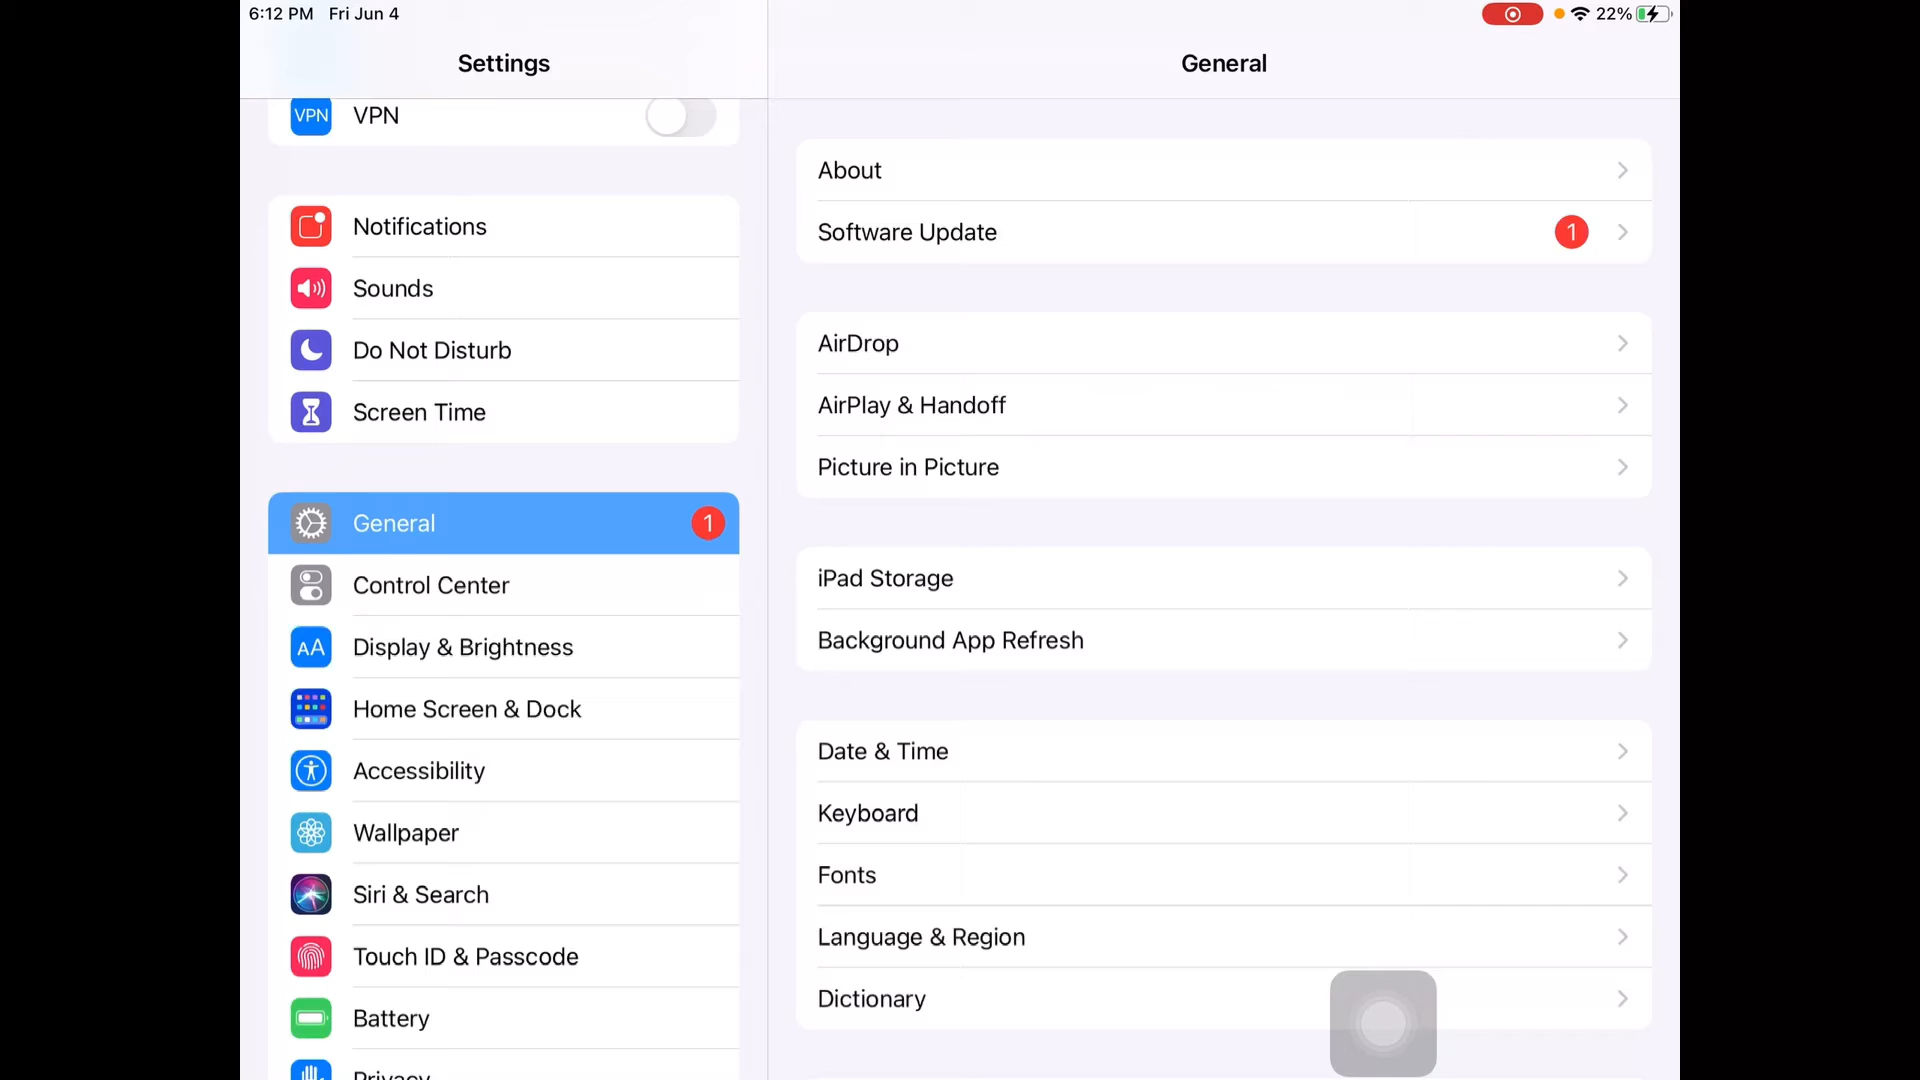 6:12 PM Fri Jun 4
22%
Settings
VPN VPN
Notifications
Sounds
Do Not Disturb
Screen Time
General 1
Control Center
AA Display & Brightness
Home Screen & Dock
Accessibility
Wallpaper
Siri & Search
Touch ID & Passcode
Battery
Privacy
General
About
Software Update 1
AirDrop
AirPlay & Handoff
Picture in Picture
iPad Storage
Background App Refresh
Date & Time
Keyboard
Fonts
Language & Region
Dictionary